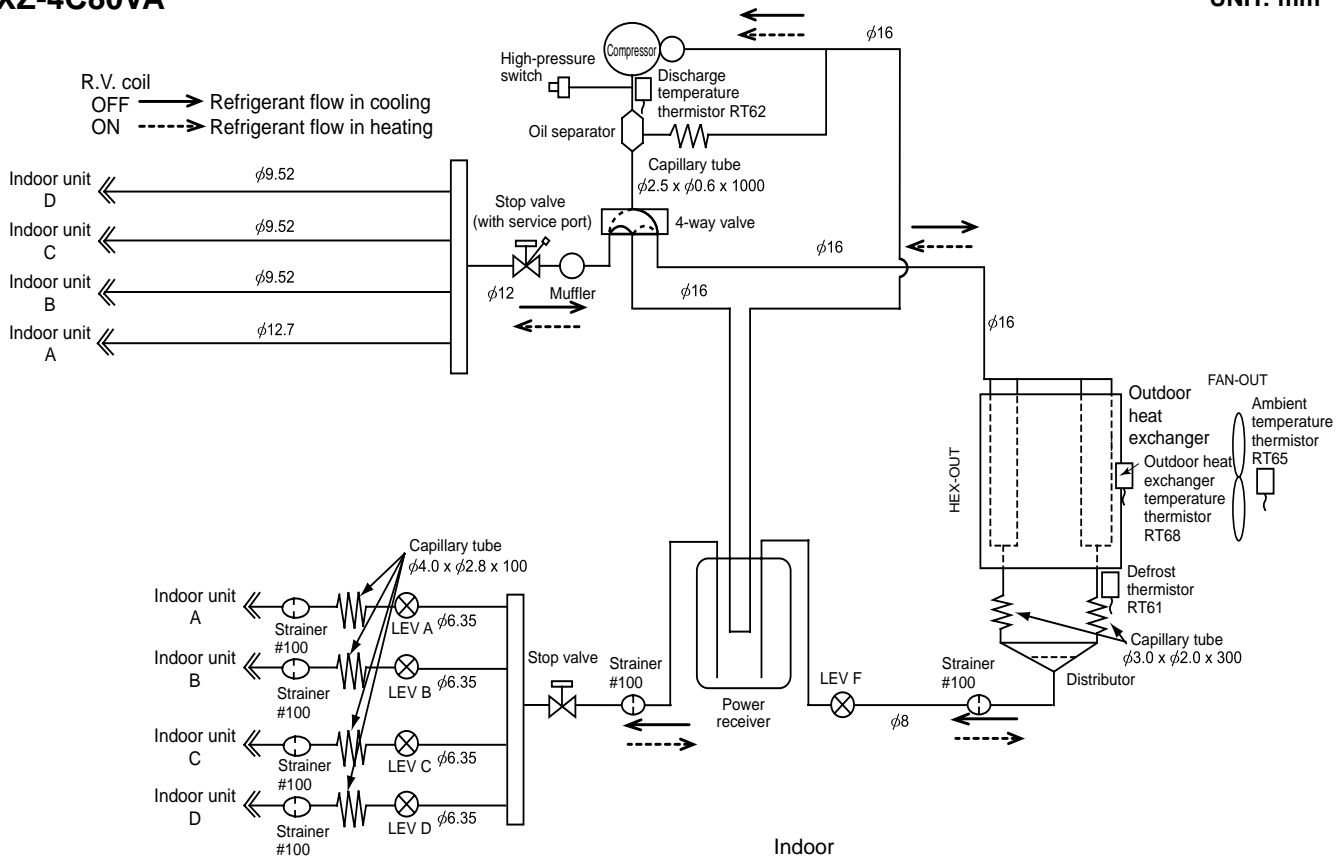 XZ-4C80VA
UNIT: mm
R.V. coil
OFF Refrigerant flow in cooling
ON Refrigerant flow in heating
High-pressure
switch
Compressor
Discharge
temperature
thermistor RT62
Oil separator
Capillary tube
ϕ2.5 x ϕ0.6 x 1000
ϕ16
Indoor unit
D
ϕ9.52
Indoor unit
C
ϕ9.52
Indoor unit
B
ϕ9.52
Indoor unit
A
ϕ12.7
Stop valve
(with service port)
4-way valve
ϕ12
Muffler
ϕ16
ϕ16
ϕ16
FAN-OUT
Outdoor
heat
exchanger
Ambient
temperature
thermistor
RT65
HEX-OUT
Outdoor heat
exchanger
temperature
thermistor
RT68
Defrost
thermistor
RT61
Capillary tube
ϕ3.0 x ϕ2.0 x 300
Distributor
Capillary tube
ϕ4.0 x ϕ2.8 x 100
Indoor unit
A
Strainer
#100
LEV A
ϕ6.35
Indoor unit
B
Strainer
#100
LEV B
ϕ6.35
Indoor unit
C
Strainer
#100
LEV C
ϕ6.35
Indoor unit
D
Strainer
#100
LEV D
ϕ6.35
Stop valve
Strainer
#100
Power
receiver
LEV F
ϕ8
Strainer
#100
Indoor